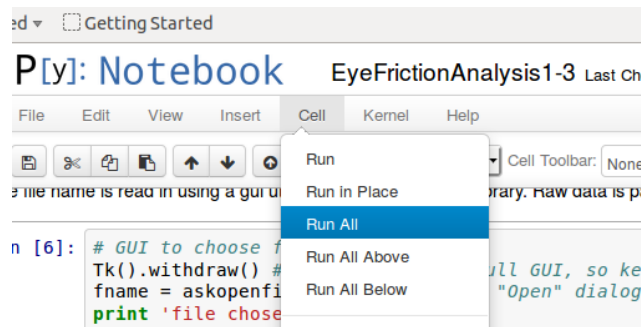 ed Getting Started
P[y]: Notebook EyeFrictionAnalysis1-3 Last Ch
File Edit View Insert Cell Kernel Help
Run
Cell Toolbar: None
e file name is read in using a gui ut
brary. Raw data is pa
Run in Place
Run All
n [6]: # GUI to choose f
Run All Above
Tk().withdraw() # ull GUI, so ke
Run All Below
fname = askopenfi "Open" dialog
print 'file chose